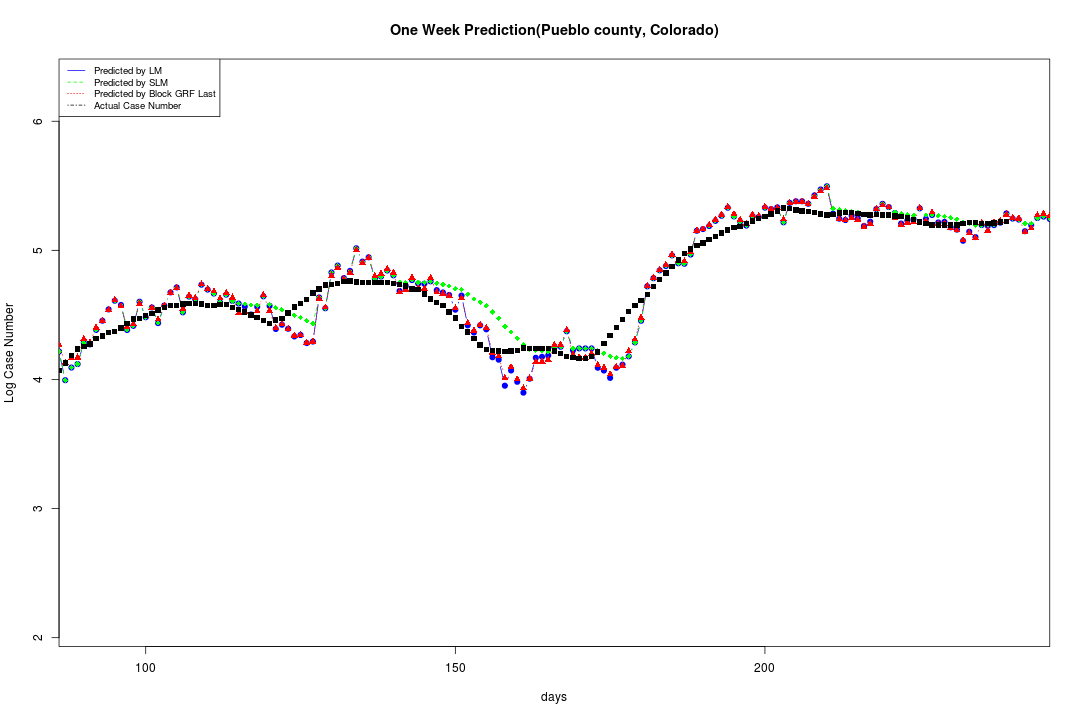 One Week Prediction(Pueblo county, Colorado)
Predicted by LM
Predicted by SLM
Predicted by Block GRF Last
Actual Case Number
6
5
4
3
2
Log Case Number
100 150 200
days